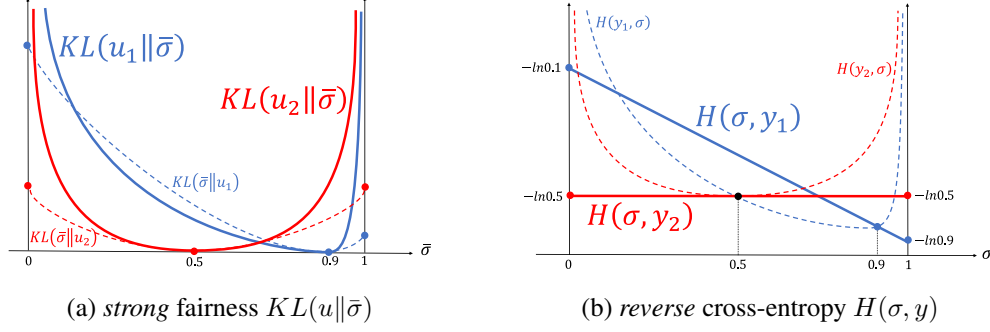 KL(u₁‖σ̄)
KL(u₂‖σ̄)
KL(σ̄‖u₁)
KL(σ̄‖u₂)
0
0.5
0.9
1
σ̄
(a) strong fairness KL(u‖σ̄)
H(y₁,σ)
H(y₂,σ)
−ln0.1
H(σ,y₁)
−ln0.5
−ln0.5
H(σ,y₂)
−ln0.9
0
0.5
0.9
1
σ
(b) reverse cross-entropy H(σ, y)